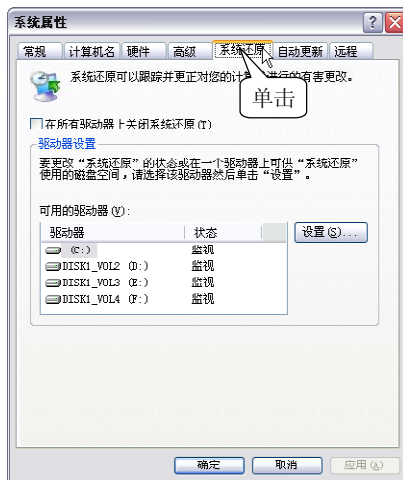 系统属性
常规 计算机名 硬件 高级 系统还原 自动更新 远程
系统还原可以跟踪并更正对您的计 进行的有害更改。
单击
在所有驱动器上关闭系统还原(T)
驱动器设置
要更改“系统还原”的状态或在一个驱动器上可供“系统还原”
使用的磁盘空间，请选择该驱动器然后单击“设置”。
可用的驱动器(V):
驱动器 状态
设置(S)...
(C:) 监视
DISK1_VOL2 (D:) 监视
DISK1_VOL3 (E:) 监视
DISK1_VOL4 (F:) 监视
确定 取消 应用(A)